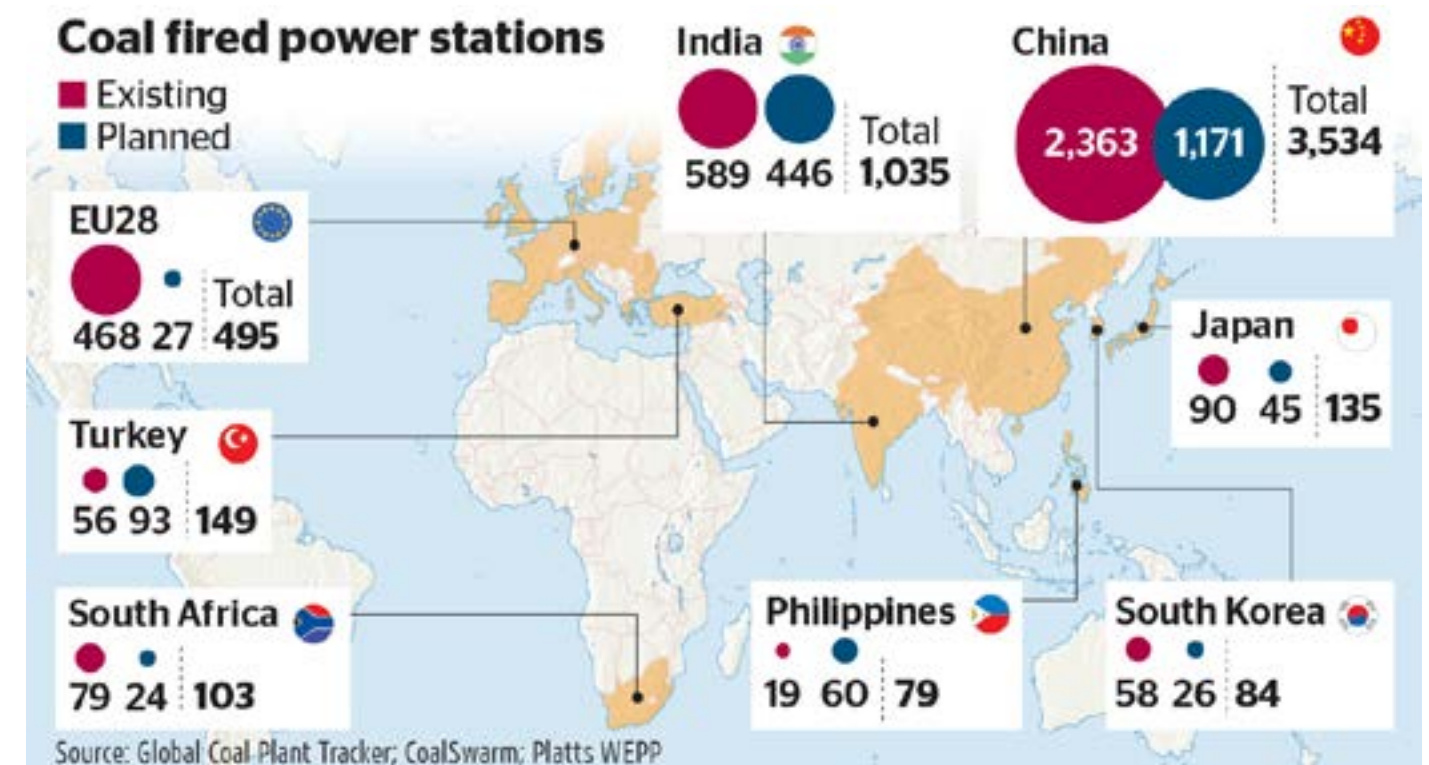 Coal fired power stations
Existing
Planned
India
589 446
Total
1,035
China
2,363 1,171
Total
3,534
EU28
468 27
Total
495
Japan
90 45 135
Turkey
56 93 149
South Africa
79 24 103
Philippines
19 60 79
South Korea
58 26 84
Source: Global Coal Plant Tracker; CoalSwarm; Platts WEPP